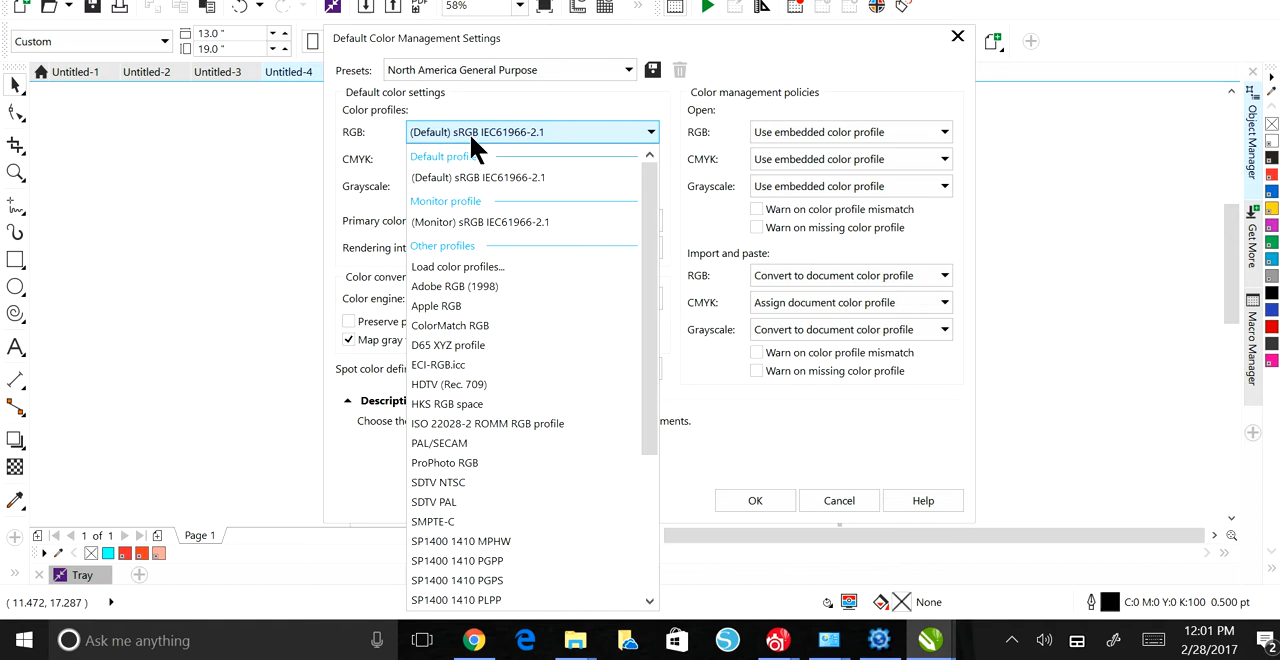 58%
Custom
13.0 "
19.0 "
Untitled-1
Untitled-2
Untitled-3
Untitled-4
Default Color Management Settings
Presets: North America General Purpose
Default color settings
Color profiles:
RGB: (Default) sRGB IEC61966-2.1
CMYK:
Grayscale:
Primary color
Rendering int
Color conver
Color engine:
Preserve p
Map gray
Spot color defin
Descripti
Choose the
ments.
Default profi
(Default) sRGB IEC61966-2.1
Monitor profile
(Monitor) sRGB IEC61966-2.1
Other profiles
Load color profiles...
Adobe RGB (1998)
Apple RGB
ColorMatch RGB
D65 XYZ profile
ECI-RGB.icc
HDTV (Rec. 709)
HKS RGB space
ISO 22028-2 ROMM RGB profile
PAL/SECAM
ProPhoto RGB
SDTV NTSC
SDTV PAL
SMPTE-C
SP1400 1410 MPHW
SP1400 1410 PGPP
SP1400 1410 PGPS
SP1400 1410 PLPP
Color management policies
Open:
RGB: Use embedded color profile
CMYK: Use embedded color profile
Grayscale: Use embedded color profile
Warn on color profile mismatch
Warn on missing color profile
Import and paste:
RGB: Convert to document color profile
CMYK: Assign document color profile
Grayscale: Convert to document color profile
Warn on color profile mismatch
Warn on missing color profile
OK
Cancel
Help
Object Manager
Get More
Macro Manager
1 of 1
Page 1
Tray
( 11.472, 17.287 )
None
C:0 M:0 Y:0 K:100 0.500 pt
Ask me anything
12:01 PM
2/28/2017
2